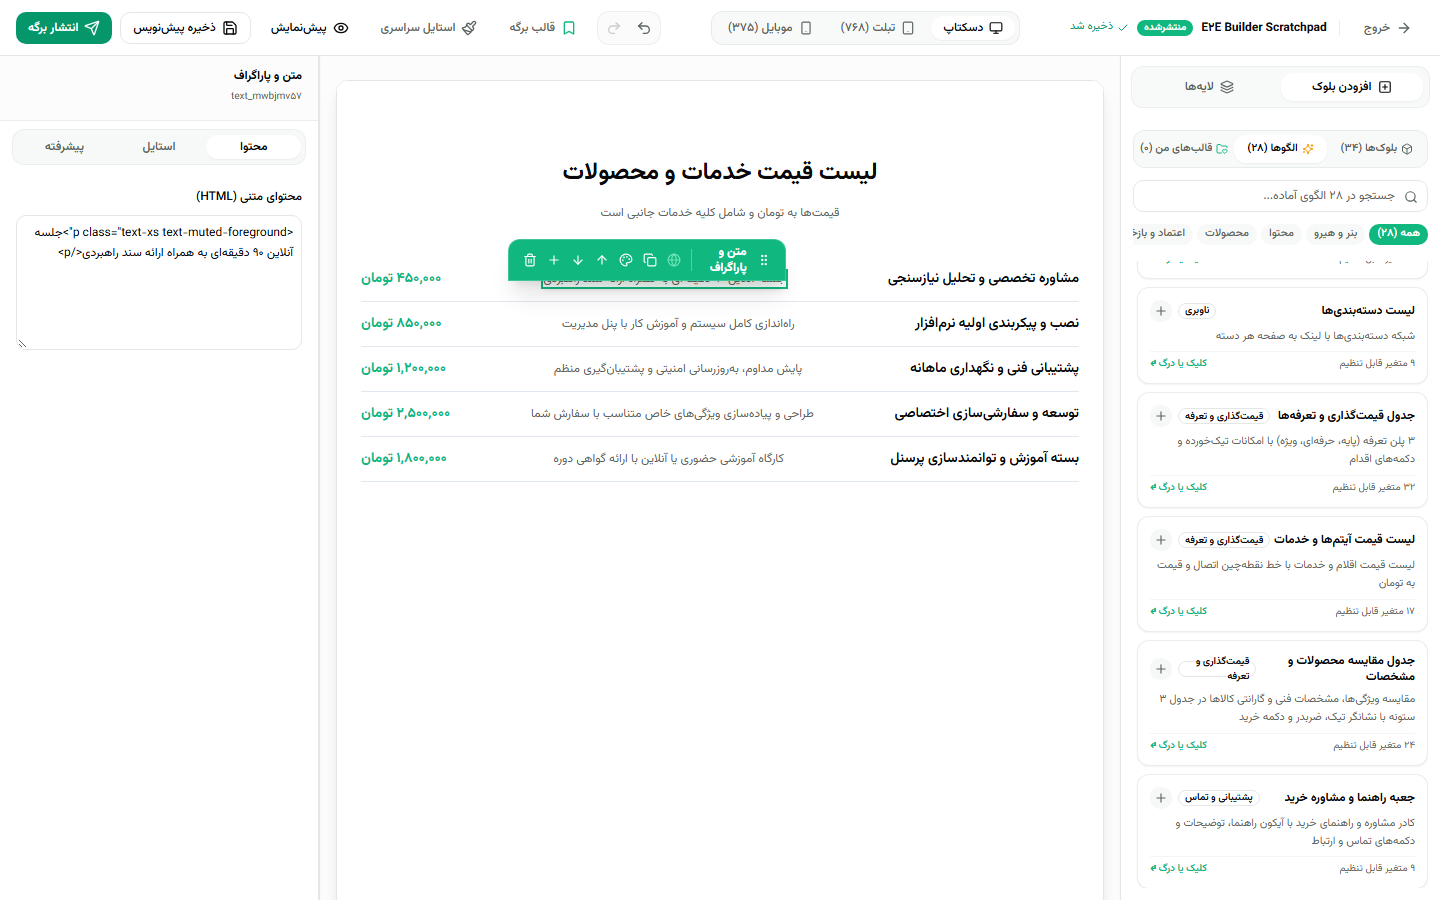 خروج
E2E Builder Scratchpad
منتشرشده
ذخیره شد
دسکتاپ
تبلت (۷۶۸)
موبایل (۳۷۵)
قالب برگه
استایل سراسری
پیش‌نمایش
ذخیره پیش‌نویس
انتشار برگه
افزودن بلوک
لایه‌ها
بلوک‌ها (۳۴)
الگوها (۲۸)
قالب‌های من (۰)
جستجو در ۲۸ الگوی آماده...
همه (۲۸)
بنر و هیرو
محتوا
محصولات
اعتماد و بازخ
لیست دسته‌بندی‌ها
ناوبری
شبکه دسته‌بندی‌ها با لینک به صفحه هر دسته
۹ متغیر قابل تنظیم
کلیک یا درگ
جدول قیمت‌گذاری و تعرفه‌ها
قیمت‌گذاری و تعرفه
۳ پلن تعرفه (پایه، حرفه‌ای، ویژه) با امکانات تیک‌خورده و
دکمه‌های اقدام
۳۲ متغیر قابل تنظیم
کلیک یا درگ
لیست قیمت آیتم‌ها و خدمات
قیمت‌گذاری و تعرفه
لیست قیمت اقلام و خدمات با خط نقطه‌چین اتصال و قیمت
به تومان
۱۷ متغیر قابل تنظیم
کلیک یا درگ
جدول مقایسه محصولات و
مشخصات
قیمت‌گذاری و
تعرفه
مقایسه ویژگی‌ها، مشخصات فنی و گارانتی کالاها در جدول ۳
ستونه با نشانگر تیک، ضربدر و دکمه خرید
۲۴ متغیر قابل تنظیم
کلیک یا درگ
جعبه راهنما و مشاوره خرید
پشتیبانی و تماس
کادر مشاوره و راهنمای خرید با آیکون راهنما، توضیحات و
دکمه‌های تماس و ارتباط
۹ متغیر قابل تنظیم
کلیک یا درگ
لیست قیمت خدمات و محصولات
قیمت‌ها به تومان و شامل کلیه خدمات جانبی است
متن و
پاراگراف
مشاوره تخصصی و تحلیل نیازسنجی
۴۵۰,۰۰۰ تومان
نصب و پیکربندی اولیه نرم‌افزار
راه‌اندازی کامل سیستم و آموزش کار با پنل مدیریت
۸۵۰,۰۰۰ تومان
پشتیبانی فنی و نگهداری ماهانه
پایش مداوم، به‌روزرسانی امنیتی و پشتیبان‌گیری منظم
۱,۲۰۰,۰۰۰ تومان
توسعه و سفارشی‌سازی اختصاصی
طراحی و پیاده‌سازی ویژگی‌های خاص متناسب با سفارش شما
۲,۵۰۰,۰۰۰ تومان
بسته آموزش و توانمندسازی پرسنل
کارگاه آموزشی حضوری یا آنلاین با ارائه گواهی دوره
۱,۸۰۰,۰۰۰ تومان
متن و پاراگراف
text_mwbjmv۵۷
محتوا
استایل
پیشرفته
محتوای متنی (HTML)
<p class="text-xs text-muted-foreground">جلسه
آنلاین ۹۰ دقیقه‌ای به همراه ارائه سند راهبردی</p>